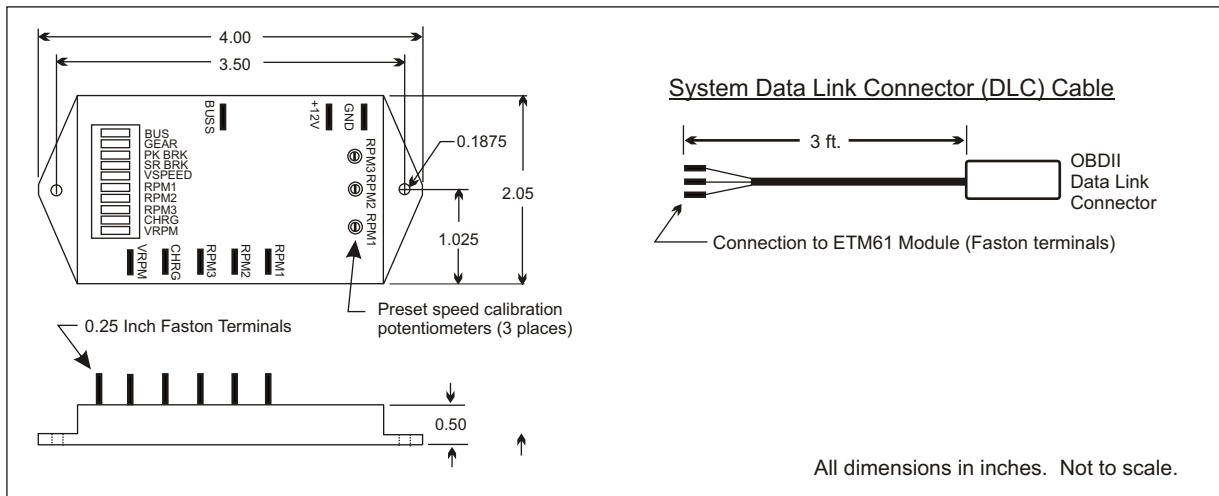 4.00
3.50
BUSS
+12V
GND
BUS
GEAR
PK BRK
SR BRK
VSPEED
RPM1
RPM2
RPM3
CHRG
VRPM
RPM3
RPM2
RPM1
0.1875
2.05
1.025
VRPM
CHRG
RPM3
RPM2
RPM1
Preset speed calibration
potentiometers (3 places)
0.25 Inch Faston Terminals
0.50
System Data Link Connector (DLC) Cable
3 ft.
OBDII
Data Link
Connector
Connection to ETM61 Module (Faston terminals)
All dimensions in inches. Not to scale.